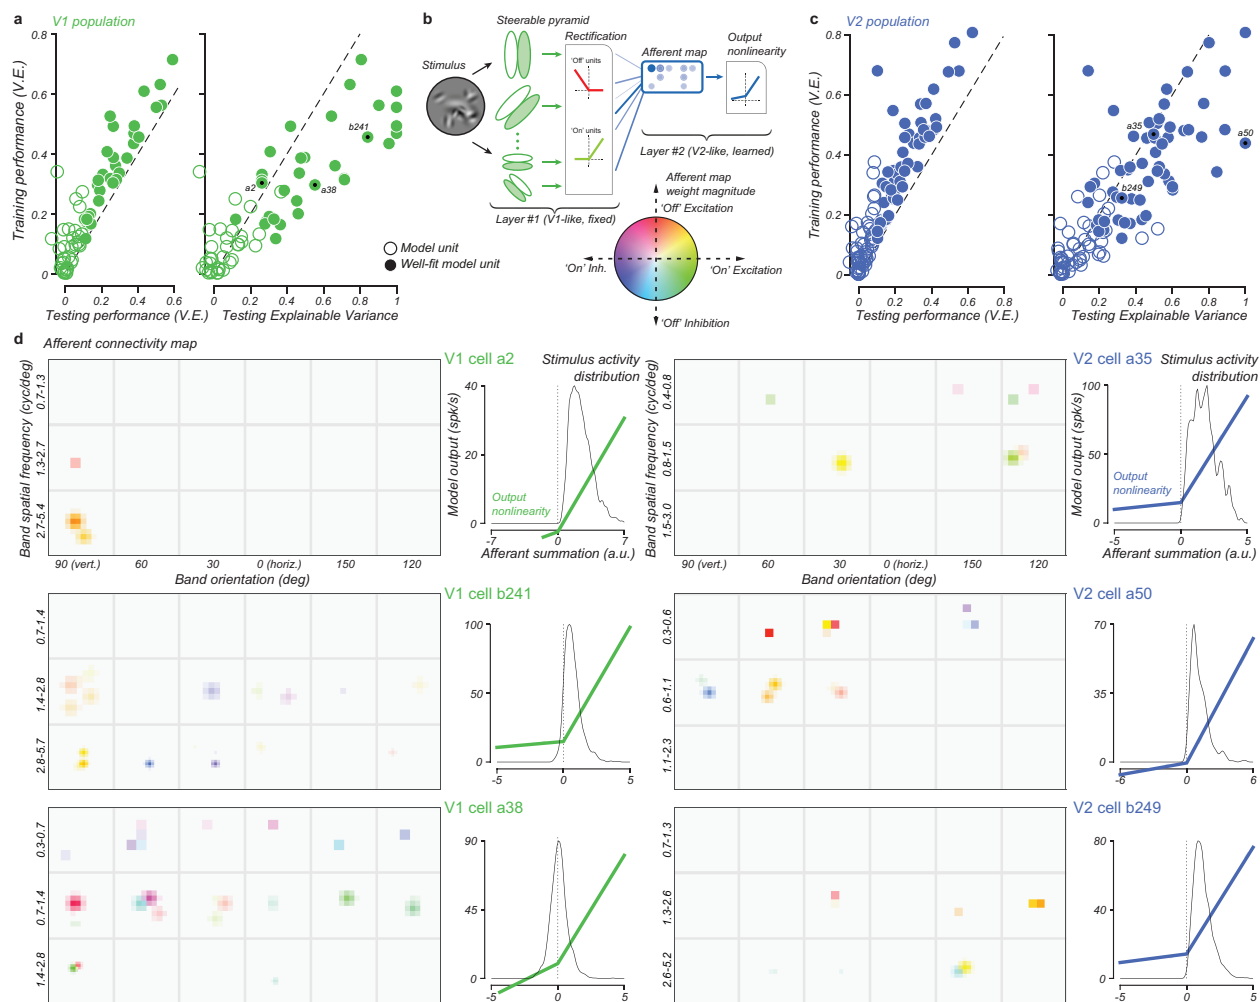 a
V1 population
Training performance (V.E.)
0.8
0.6
0.4
0.2
0
0
0.2
0.4
0.6
Testing performance (V.E.)
a2
b241
a38
0
0.2
0.4
0.6
0.8
1
Testing Explainable Variance
Model unit
Well-fit model unit
b
Steerable pyramid
Rectification
Stimulus
'Off' units
'On' units
Afferent map
Output
nonlinearity
Layer #2 (V2-like, learned)
Layer #1 (V1-like, fixed)
Afferent map
weight magnitude
'Off' Excitation
'On' Inh.
'On' Excitation
'Off' Inhibition
c
V2 population
Training performance (V.E.)
0.8
0.6
0.4
0.2
0
0
0.2
0.4
0.6
0.8
Testing performance (V.E.)
a35
a50
b249
0
0.2
0.4
0.6
0.8
1
Testing Explainable Variance
d
Afferent connectivity map
Band spatial frequency (cyc/deg)
0.7-1.3
1.3-2.7
2.7-5.4
90 (vert.)
60
30
0 (horiz.)
150
120
Band orientation (deg)
V1 cell a2
Stimulus activity
distribution
Model output (spk/s)
40
20
0
Output
nonlinearity
-7
0
7
Afferant summation (a.u.)
Band spatial frequency (cyc/deg)
0.4-0.8
0.8-1.5
1.5-3.0
90 (vert.)
60
30
0 (horiz.)
150
120
Band orientation (deg)
V2 cell a35
Stimulus activity
distribution
Model output (spk/s)
100
50
0
Output
nonlinearity
-5
0
5
Afferant summation (a.u.)
0.7-1.4
1.4-2.8
2.8-5.7
V1 cell b241
100
50
0
-5
0
5
0.3-0.6
0.6-1.1
1.1-2.3
V2 cell a50
70
35
0
-6
0
6
0.3-0.7
0.7-1.4
1.4-2.8
V1 cell a38
90
45
0
-5
0
5
0.7-1.3
1.3-2.6
2.6-5.2
V2 cell b249
80
40
0
-5
0
5